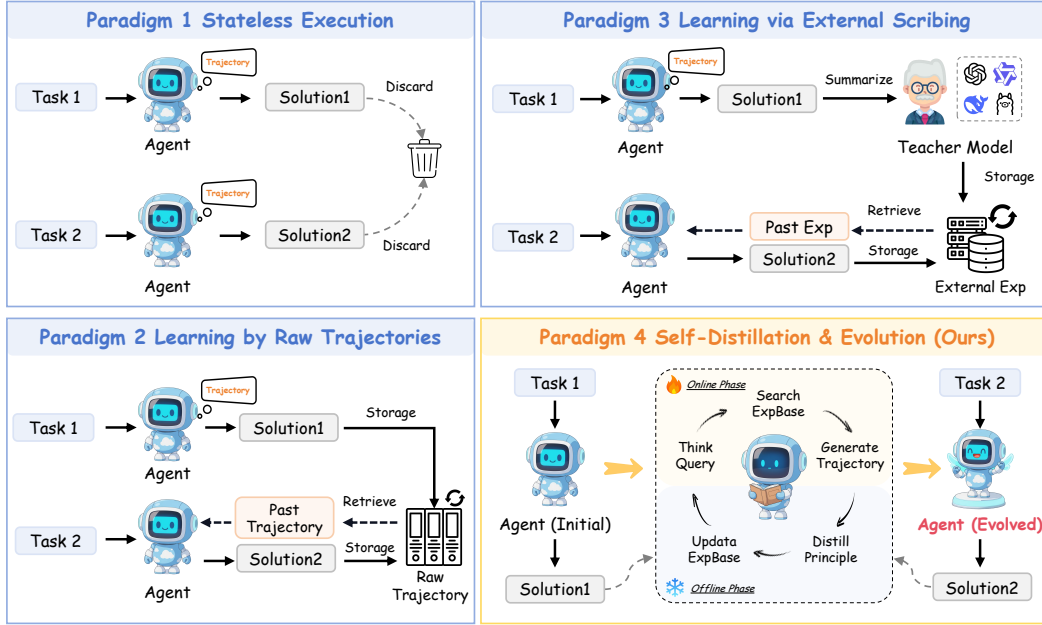 Paradigm 1 Stateless Execution
Trajectory
Task 1
Agent
Solution1
Discard
Trajectory
Task 2
Agent
Solution2
Discard
Paradigm 3 Learning via External Scribing
Trajectory
Task 1
Agent
Solution1
Summarize
Teacher Model
Storage
Task 2
Agent
Past Exp
Solution2
Retrieve
Storage
External Exp
Paradigm 2 Learning by Raw Trajectories
Trajectory
Task 1
Agent
Solution1
Storage
Task 2
Agent
Past
Trajectory
Solution2
Retrieve
Storage
Raw
Trajectory
Paradigm 4 Self-Distillation & Evolution (Ours)
Task 1
Agent (Initial)
Solution1
Online Phase
Search
ExpBase
Think
Query
Generate
Trajectory
Updata
ExpBase
Distill
Principle
Offline Phase
Task 2
Agent (Evolved)
Solution2